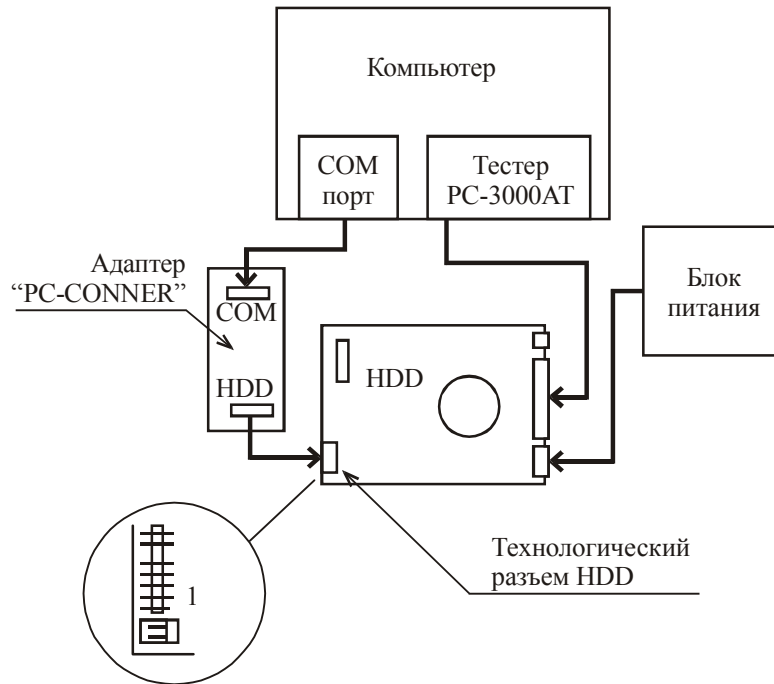 Компьютер
COM
порт
Тестер
PC-3000AT
Адаптер
“PC-CONNER”
COM
HDD
HDD
Блок
питания
Технологический
разъем HDD
1